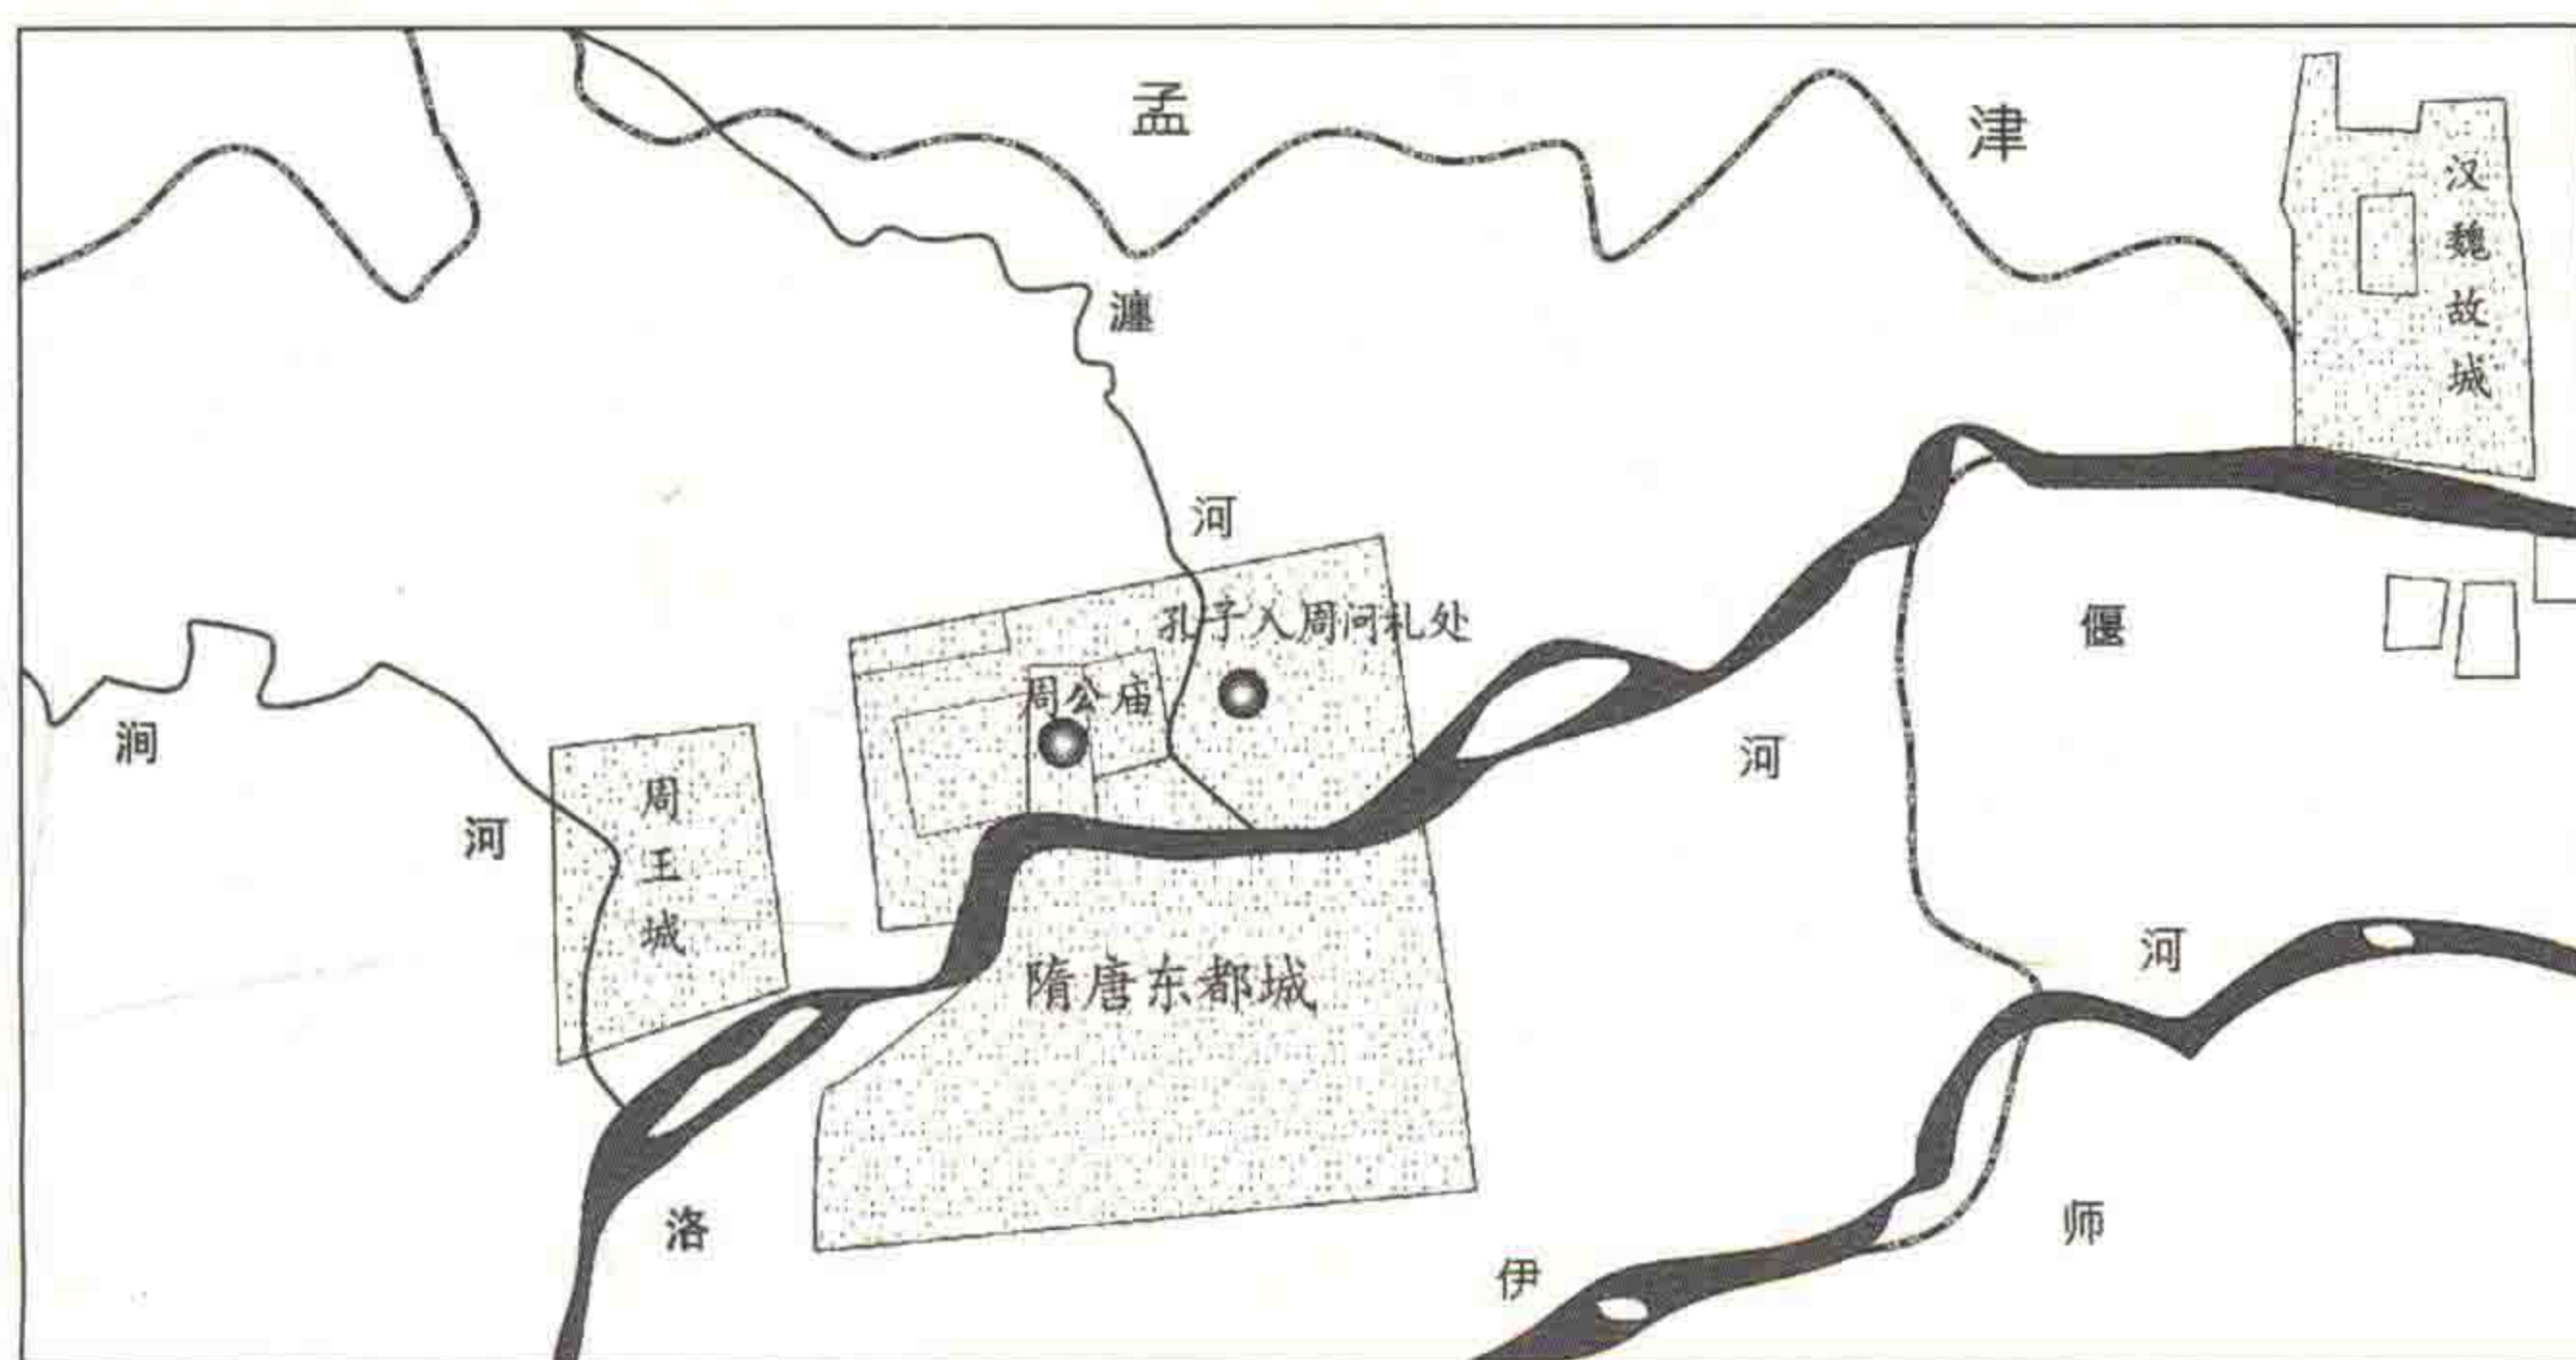 孟津
汉魏故城
瀍河
孔子入周问礼处
周公庙
涧河
周王城
隋唐东都城
洛河
偃师
伊河